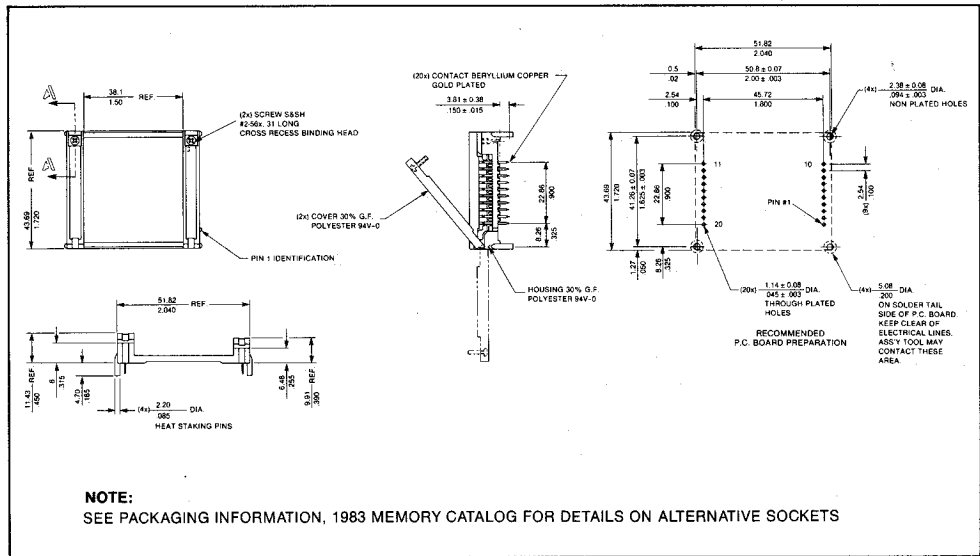 A
A
38.1
1.50
REF.
(2x) SCREW S&SH
#2-56x. 31 LONG
CROSS RECESS BINDING HEAD
43.69
1.720
REF.
PIN 1 IDENTIFICATION
51.82
2.040
REF.
11.43
.450
REF.
8
.315
4.70
.185
6.48
.255
9.91
.390
REF.
(4x) 2.20
.085
DIA.
HEAT STAKING PINS
(20x) CONTACT BERYLLIUM COPPER
GOLD PLATED
3.81 ± 0.38
.150 ± .015
(2x) COVER 30% G.F.
POLYESTER 94V-0
22.86
.900
8.26
.325
HOUSING 30% G.F.
POLYESTER 94V-0
51.82
2.040
0.5
.02
50.8 ± 0.07
2.00 ± .003
2.54
.100
45.72
1.800
(4x) 2.38 ± 0.08
.094 ± .003
DIA.
NON PLATED HOLES
43.69
1.720
41.26 ± 0.07
1.625 ± .003
22.86
.900
11
10
2.54
.100
(9x)
PIN #1
20
1.27
.050
8.26
.325
(20x) 1.14 ± 0.08
.045 ± .003
DIA.
THROUGH PLATED
HOLES
RECOMMENDED
P.C. BOARD PREPARATION
(4x) 5.08
.200
DIA.
ON SOLDER TAIL
SIDE OF P.C. BOARD.
KEEP CLEAR OF
ELECTRICAL LINES.
ASS'Y TOOL MAY
CONTACT THESE
AREA.
NOTE:
SEE PACKAGING INFORMATION, 1983 MEMORY CATALOG FOR DETAILS ON ALTERNATIVE SOCKETS